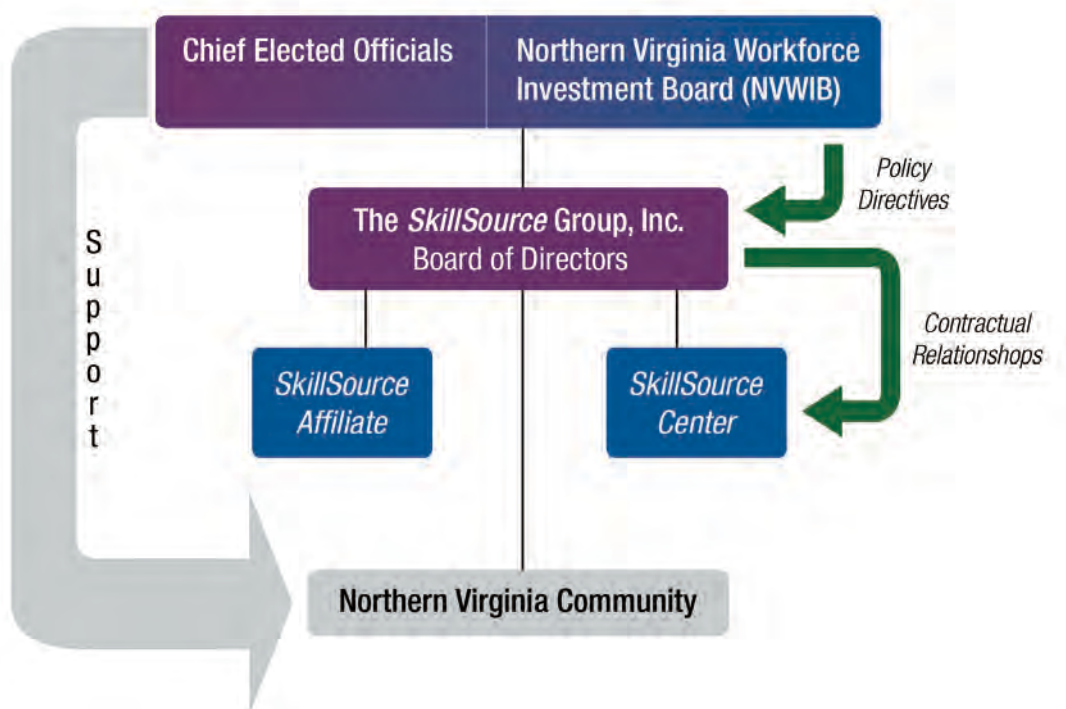 Chief Elected Officials
Northern Virginia Workforce
Investment Board (NVWIB)
Policy
Directives
The SkillSource Group, Inc.
Board of Directors
Support
Contractual
Relationshops
SkillSource
Affiliate
SkillSource
Center
Northern Virginia Community